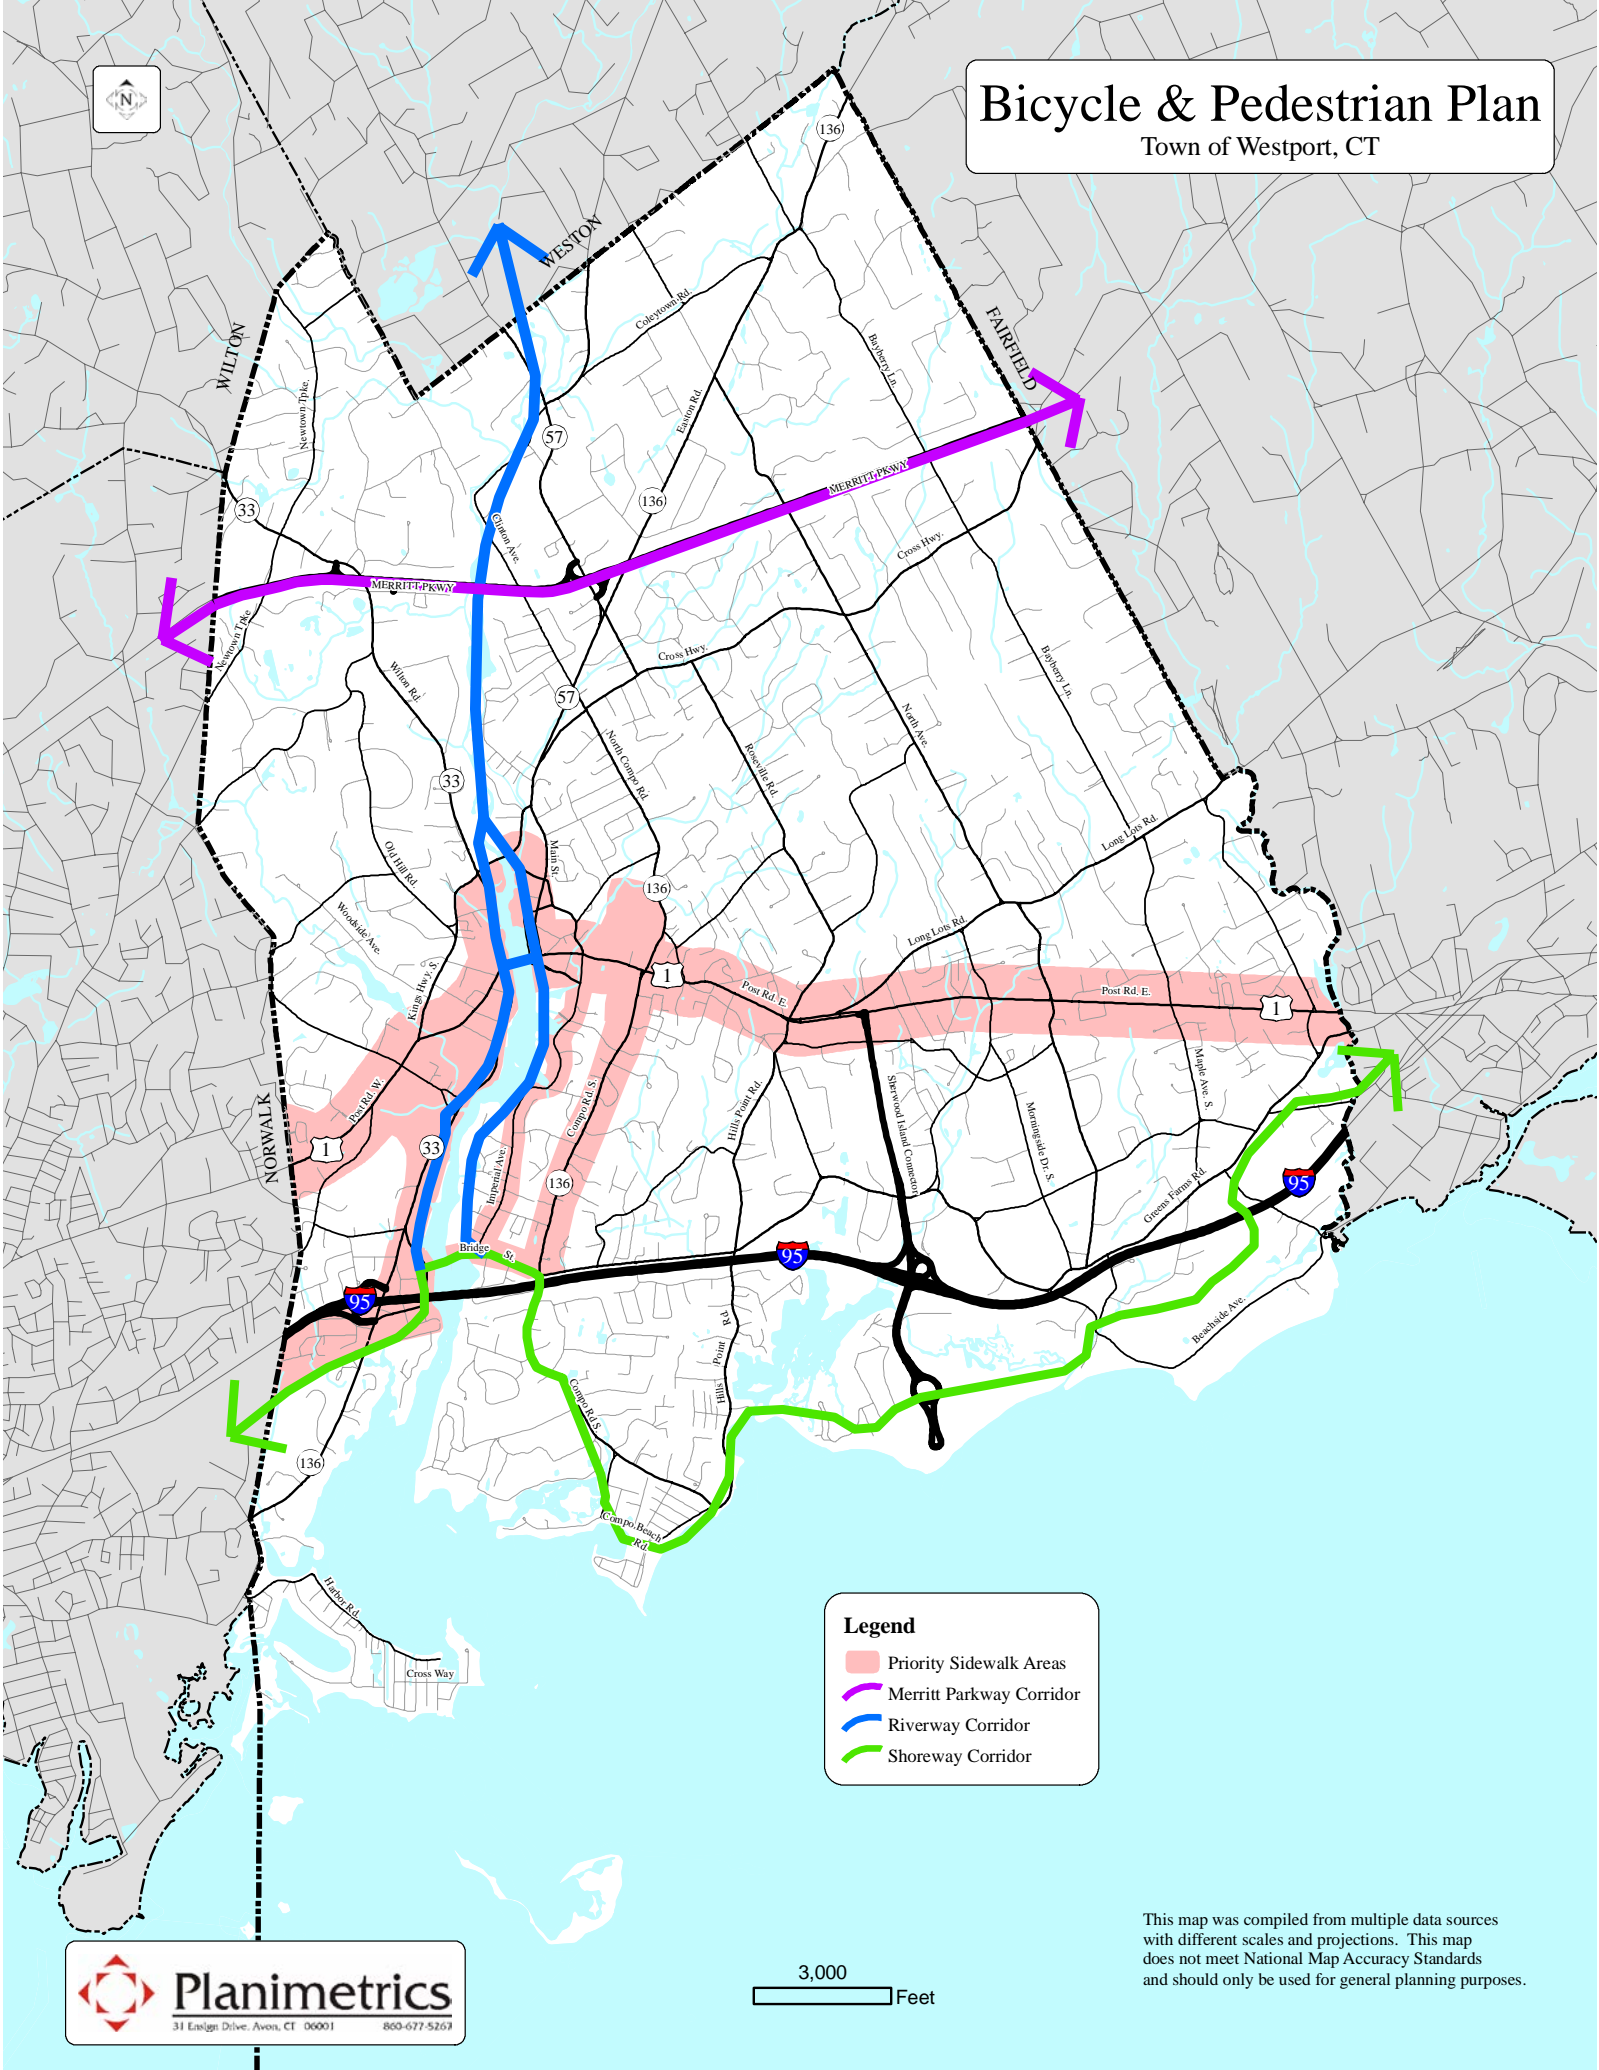 N
Bicycle & Pedestrian Plan
Town of Westport, CT
136
WESTON
WILTON
FAIRFIELD
Coleytown Rd.
Bayberry Ln.
Newtown Tpke.
Easton Rd.
57
136
MERRITT PKWY
33
Clinton Ave.
Cross Hwy.
MERRITT PKWY
Newtown Tpke
Cross Hwy.
Wilton Rd.
Bayberry Ln.
57
North Ave.
North Compo Rd
Roseville Rd.
33
Long Lots Rd.
Main St.
Old Hill Rd.
136
Woodside Ave.
Long Lots Rd.
Kings Hwy. S.
1
Post Rd. E.
Post Rd. E.
1
Post Rd. W.
Compo Rd. S.
Hills Point Rd.
Sherwood Island Connector
Morningside Dr. S.
Maple Ave. S.
NORWALK
1
33
Imperial Ave.
136
Greens Farms Rd.
95
Bridge St.
95
95
Hills Point Rd
Beachside Ave.
Compo Rd S.
136
Compo Beach
Rd.
Harbor Rd.
Cross Way
Legend
Priority Sidewalk Areas
Merritt Parkway Corridor
Riverway Corridor
Shoreway Corridor
This map was compiled from multiple data sources
with different scales and projections. This map
does not meet National Map Accuracy Standards
and should only be used for general planning purposes.
Planimetrics
31 Ensign Drive, Avon, CT 06001 860-677-5267
3,000
Feet